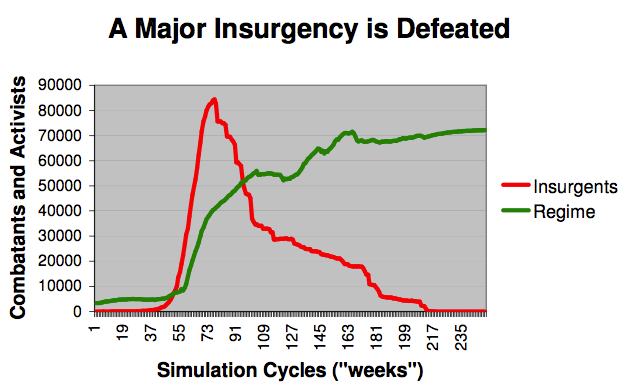 A Major Insurgency is Defeated
Combatants and Activists
90000
80000
70000
60000
50000
40000
30000
20000
10000
0
1 19 37 55 73 91 109 127 145 163 181 199 217 235
Simulation Cycles ("weeks")
Insurgents
Regime